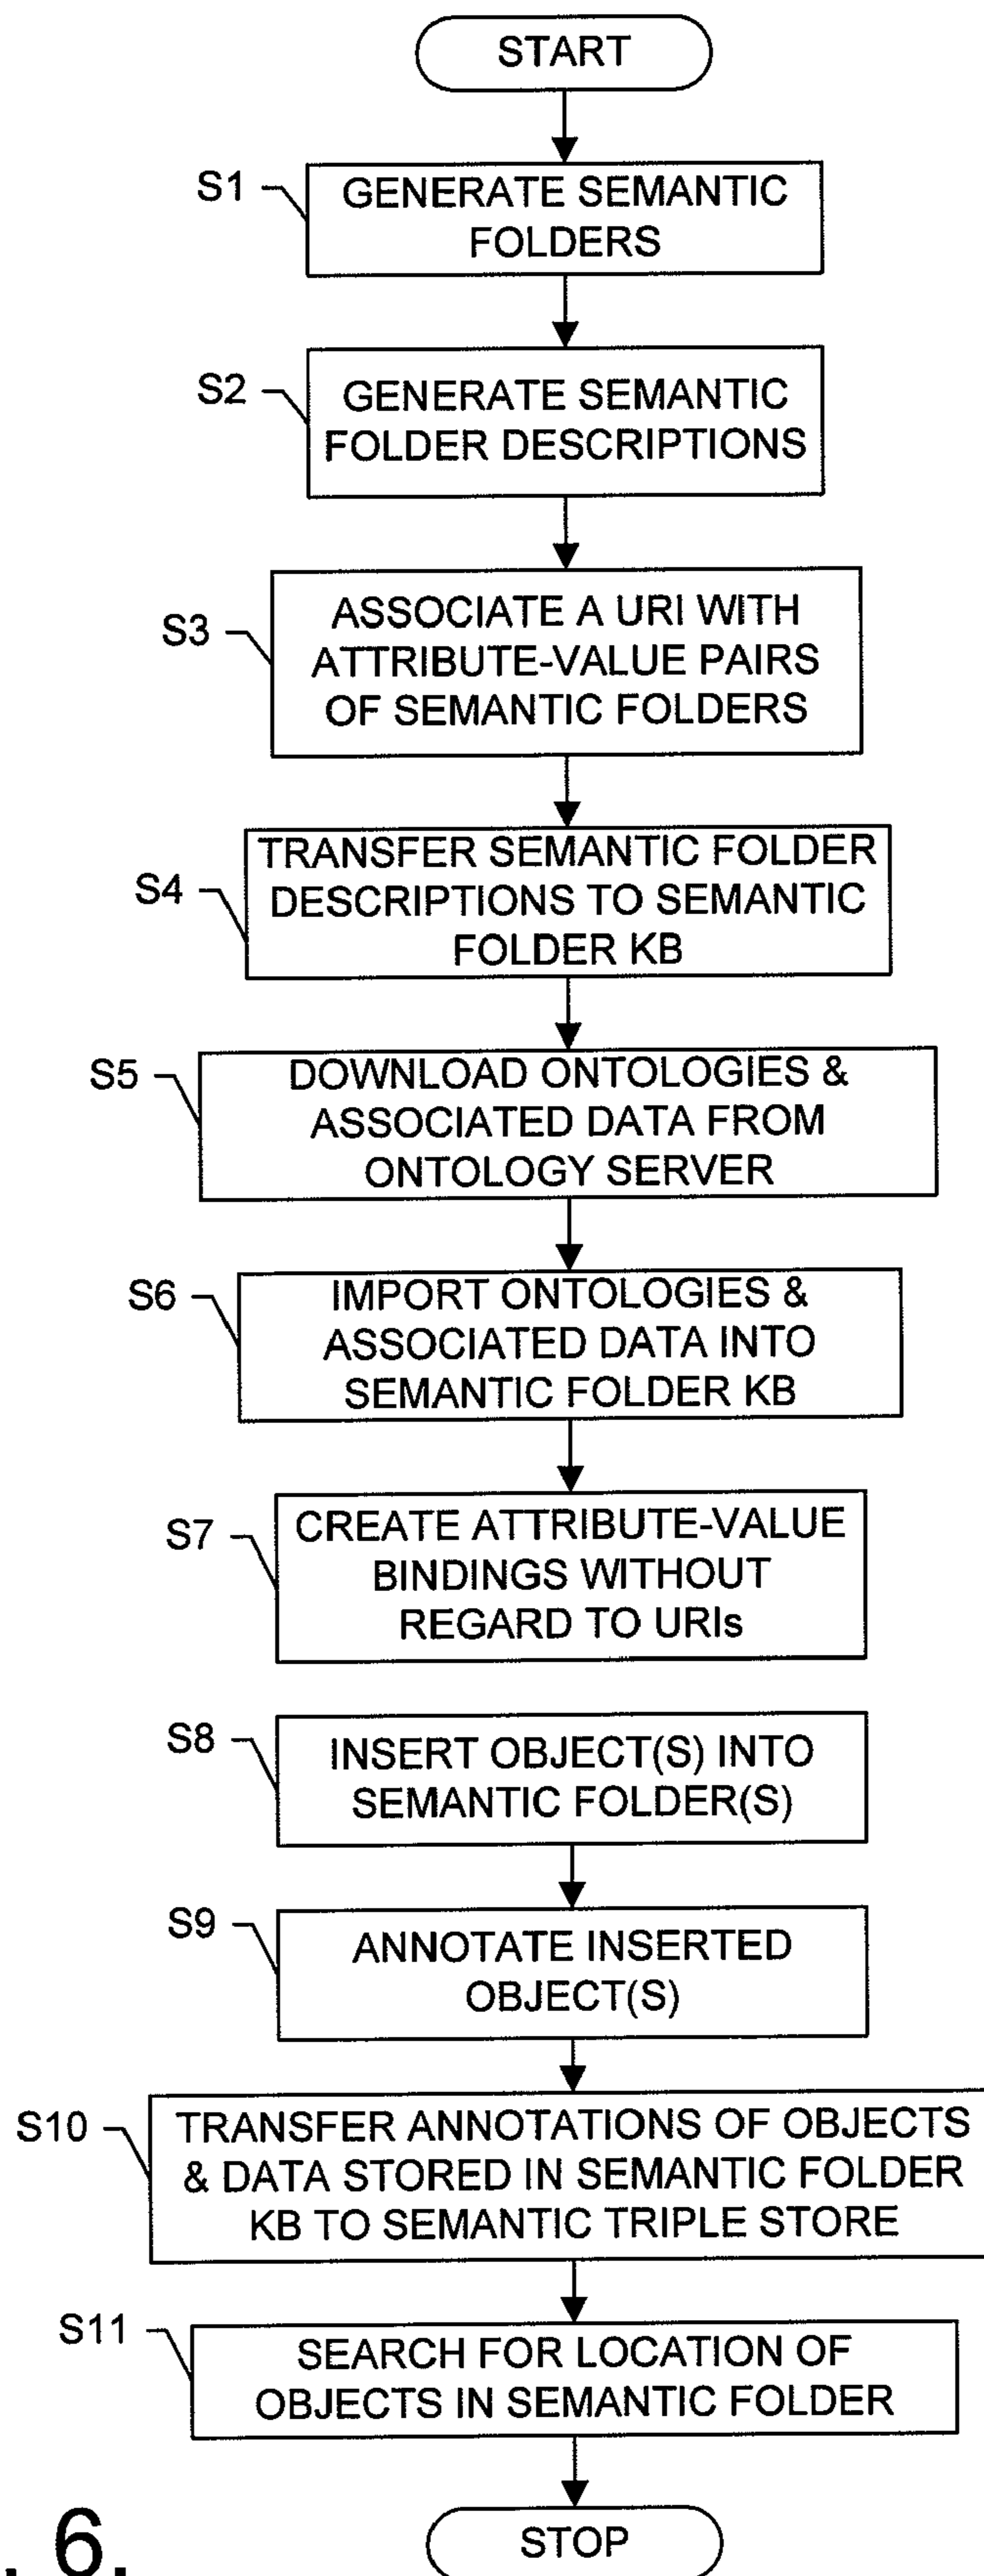 START
S1
GENERATE SEMANTIC
FOLDERS
S2
GENERATE SEMANTIC
FOLDER DESCRIPTIONS
S3
ASSOCIATE A URI WITH
ATTRIBUTE-VALUE PAIRS
OF SEMANTIC FOLDERS
S4
TRANSFER SEMANTIC FOLDER
DESCRIPTIONS TO SEMANTIC
FOLDER KB
S5
DOWNLOAD ONTOLOGIES &
ASSOCIATED DATA FROM
ONTOLOGY SERVER
S6
IMPORT ONTOLOGIES &
ASSOCIATED DATA INTO
SEMANTIC FOLDER KB
S7
CREATE ATTRIBUTE-VALUE
BINDINGS WITHOUT
REGARD TO URIs
S8
INSERT OBJECT(S) INTO
SEMANTIC FOLDER(S)
S9
ANNOTATE INSERTED
OBJECT(S)
S10
TRANSFER ANNOTATIONS OF OBJECTS
& DATA STORED IN SEMANTIC FOLDER
KB TO SEMANTIC TRIPLE STORE
S11
SEARCH FOR LOCATION OF
OBJECTS IN SEMANTIC FOLDER
STOP
. 6.